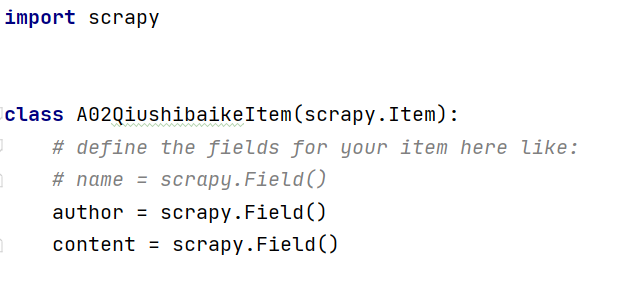 import scrapy
class A02QiushibaikeItem(scrapy.Item):
# define the fields for your item here like:
# name = scrapy.Field()
author = scrapy.Field()
content = scrapy.Field()